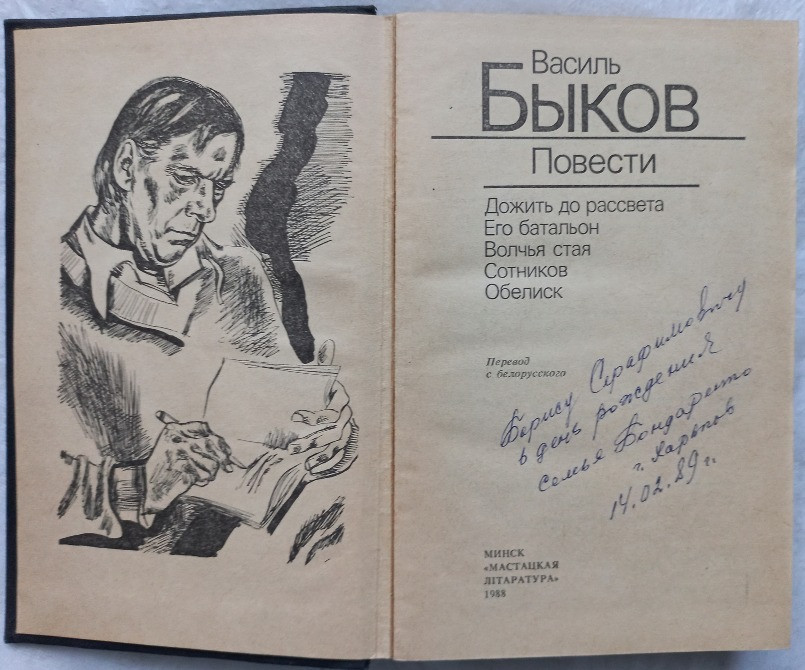 Василь
Быков
Повести
Дожить до рассвета
Его батальон
Волчья стая
Сотников
Обелиск
Перевод
с белорусского
Борису Серафимовичу
в день рождения
семья Бондаренко
г. Харьков
14.02.89 г.
МИНСК
«МАСТАЦКАЯ
ЛІТАРАТУРА»
1988